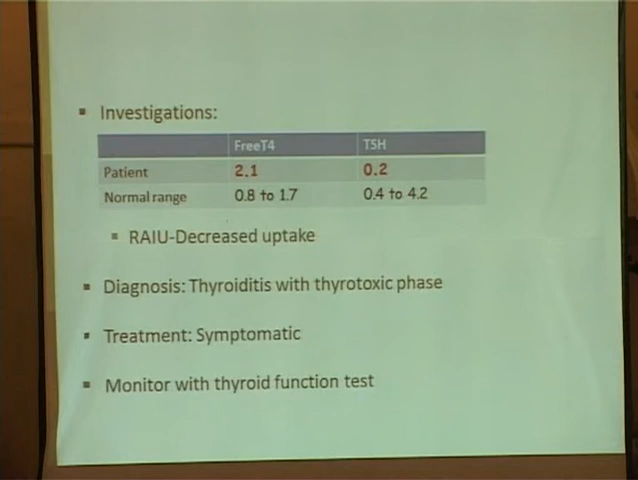 Investigations:
FreeT4 TSH
Patient 2.1 0.2
Normal range 0.8 to 1.7 0.4 to 4.2
RAIU-Decreased uptake
Diagnosis: Thyroiditis with thyrotoxic phase
Treatment: Symptomatic
Monitor with thyroid function test